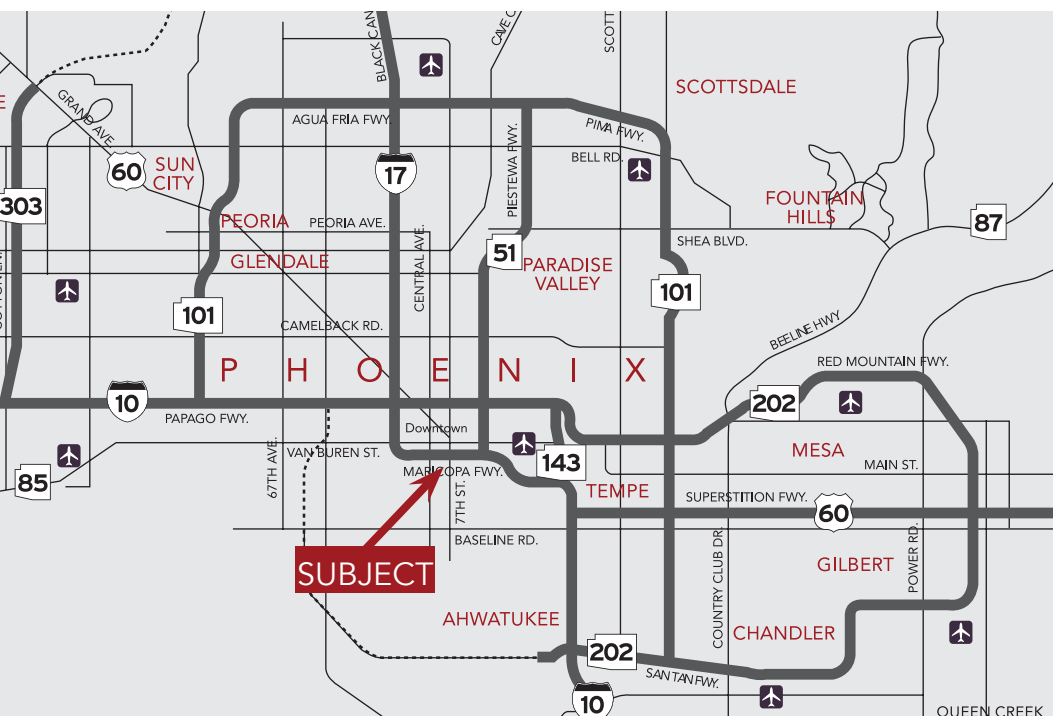 BLACK CAN
CAVE C
SCOTT
SCOTTSDALE
E
GRAND AVE.
AGUA FRIA FWY.
PIMA FWY.
PIESTEWA FWY.
BELL RD.
60
SUN
CITY
17
303
FOUNTAIN
HILLS
87
PEORIA
PEORIA AVE.
CENTRAL AVE.
SHEA BLVD.
51
GLENDALE
PARADISE
VALLEY
101
101
CAMELBACK RD.
BEELINE HWY
PHOENIX
RED MOUNTAIN FWY.
10
202
PAPAGO FWY.
Downtown
67TH AVE.
VAN BUREN ST.
MARICOPA FWY.
143
MESA
MAIN ST.
85
7TH ST.
TEMPE
SUPERSTITION FWY.
60
BASELINE RD.
SUBJECT
COUNTRY CLUB DR.
GILBERT
POWER RD.
AHWATUKEE
CHANDLER
202
SAN TAN FWY.
10
QUEEN CREEK